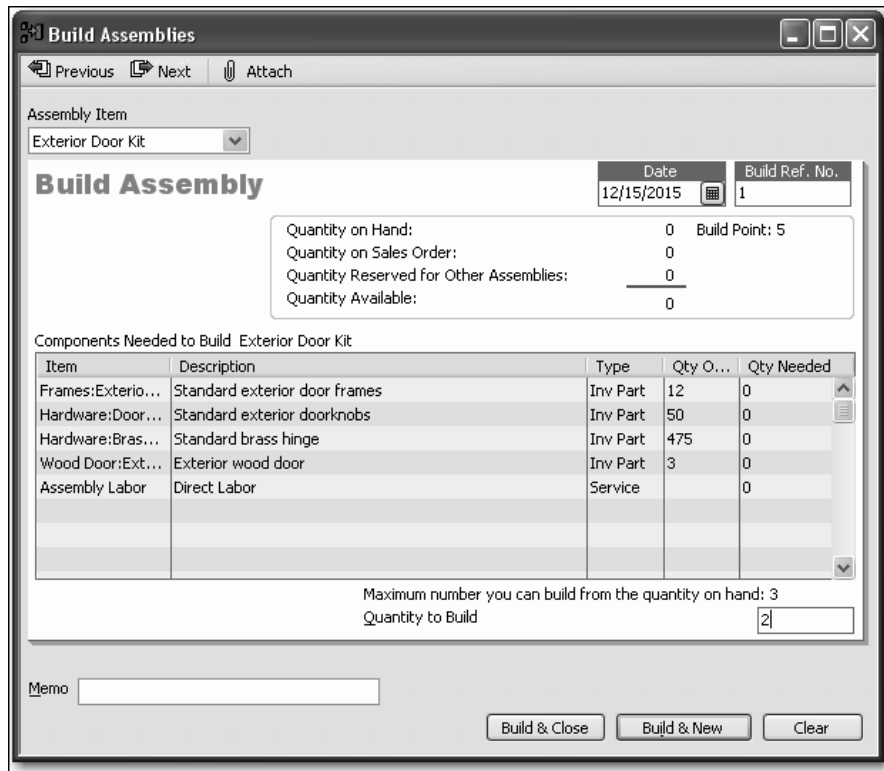 Build Assemblies
Previous Next Attach
Assembly Item
Exterior Door Kit
Build Assembly
Date Build Ref. No.
12/15/2015 1
Quantity on Hand: 0 Build Point: 5
Quantity on Sales Order: 0
Quantity Reserved for Other Assemblies: 0
Quantity Available: 0
Components Needed to Build Exterior Door Kit
Item Description Type Qty O... Qty Needed
Frames:Exterio... Standard exterior door frames Inv Part 12 0
Hardware:Door... Standard exterior doorknobs Inv Part 50 0
Hardware:Bras... Standard brass hinge Inv Part 475 0
Wood Door:Ext... Exterior wood door Inv Part 3 0
Assembly Labor Direct Labor Service 0
Maximum number you can build from the quantity on hand: 3
Quantity to Build 2
Memo
Build & Close Build & New Clear